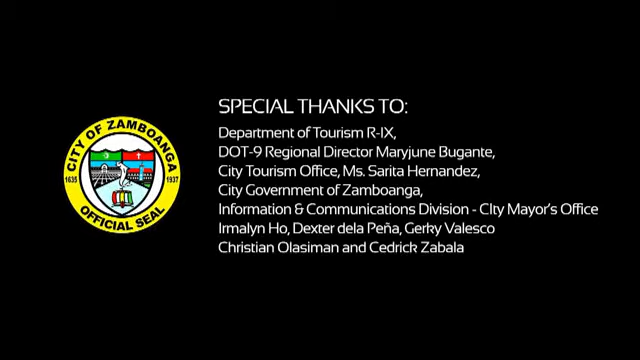 CITY OF ZAMBOANGA
1635
1937
OFFICIAL SEAL
SPECIAL THANKS TO:
Department of Tourism R-IX,
DOT-9 Regional Director Maryjune Bugante,
City Tourism Office, Ms. Sarita Hernandez,
City Government of Zamboanga,
Information & Communications Division - CIty Mayor's Office
Irmalyn Ho, Dexter dela Peña, Gerky Valesco
Christian Olasiman and Cedrick Zabala